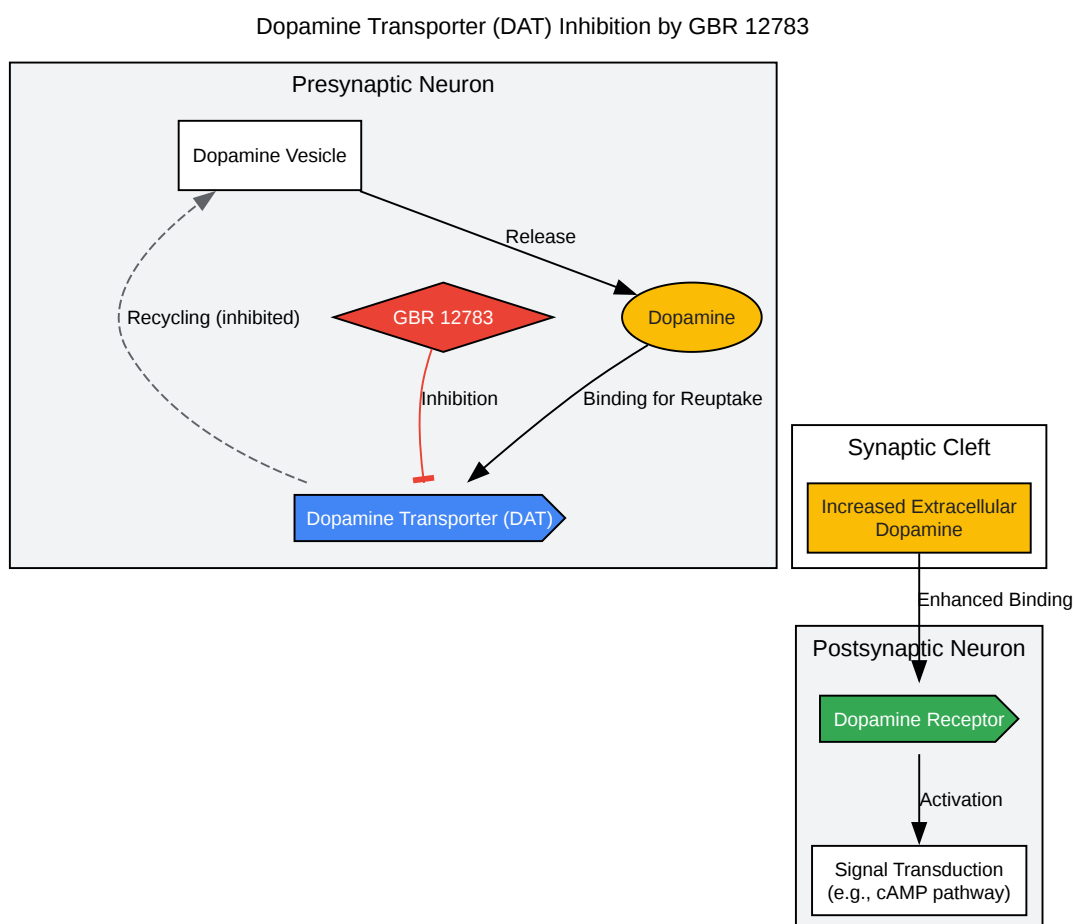 Dopamine Transporter (DAT) Inhibition by GBR 12783
Presynaptic Neuron
Dopamine Vesicle
Release
Recycling (inhibited)
GBR 12783
Dopamine
Inhibition
Binding for Reuptake
Dopamine Transporter (DAT)
Synaptic Cleft
Increased Extracellular
Dopamine
Enhanced Binding
Postsynaptic Neuron
Dopamine Receptor
Activation
Signal Transduction
(e.g., cAMP pathway)